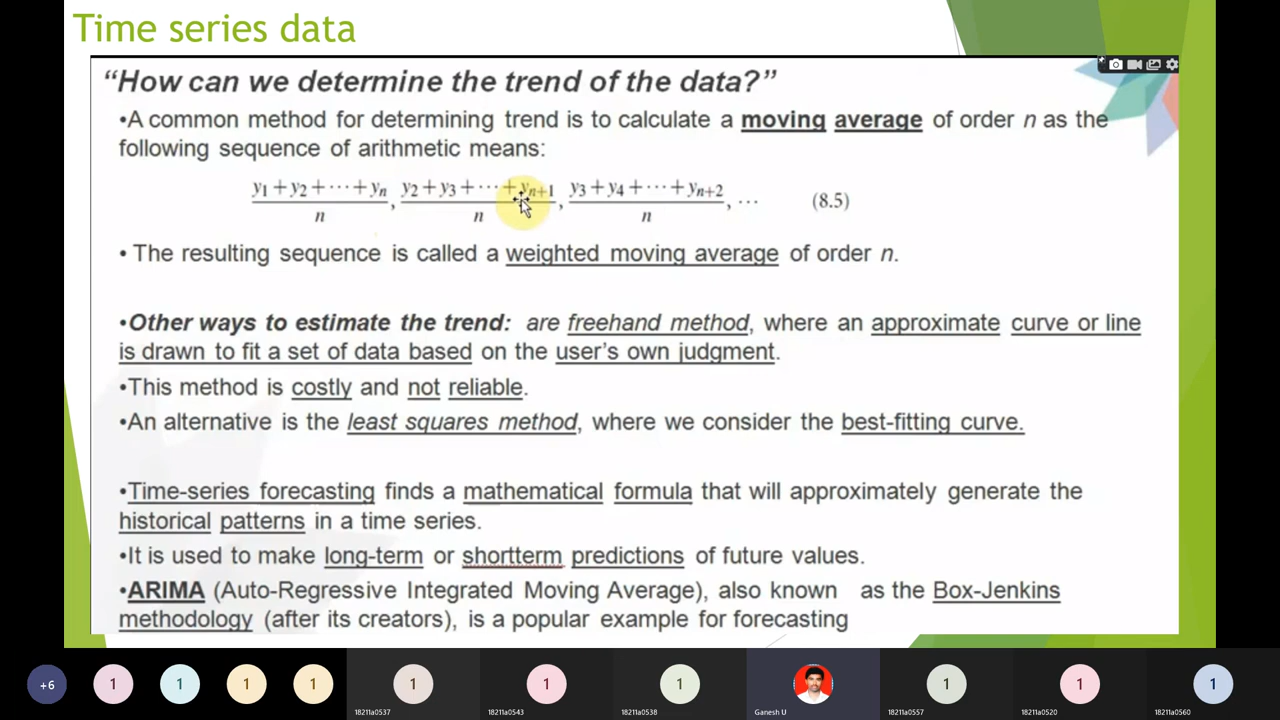 Time series data
“How can we determine the trend of the data?”
•A common method for determining trend is to calculate a moving average of order n as the
following sequence of arithmetic means:
y1 + y2 + ··· + yn / n, y2 + y3 + ··· + yn+1 / n, y3 + y4 + ··· + yn+2 / n, ··· (8.5)
• The resulting sequence is called a weighted moving average of order n.
•Other ways to estimate the trend: are freehand method, where an approximate curve or line
is drawn to fit a set of data based on the user’s own judgment.
•This method is costly and not reliable.
•An alternative is the least squares method, where we consider the best-fitting curve.
•Time-series forecasting finds a mathematical formula that will approximately generate the
historical patterns in a time series.
•It is used to make long-term or shortterm predictions of future values.
•ARIMA (Auto-Regressive Integrated Moving Average), also known as the Box-Jenkins
methodology (after its creators), is a popular example for forecasting
+6 1 1 1 1 1 1 1 1 1 1
18211a0537 18211a0543 18211a0538 Ganesh U 18211a0557 18211a0520 18211a0560